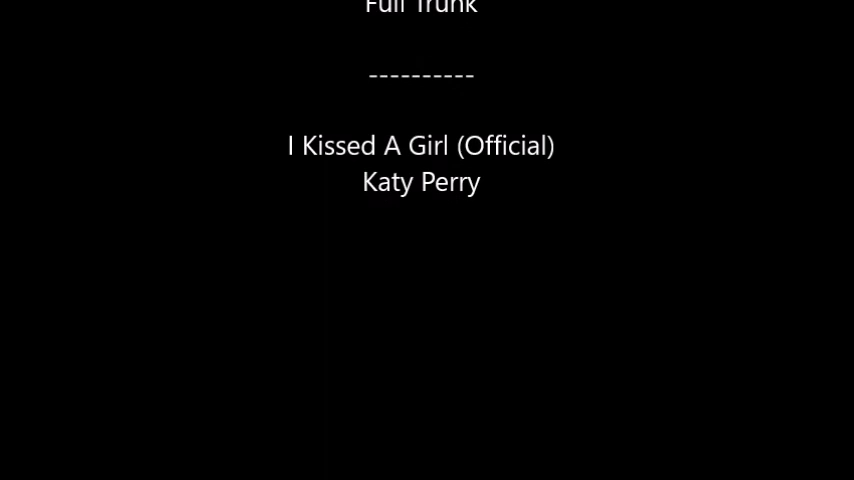 Full Trunk
----------
I Kissed A Girl (Official)
Katy Perry